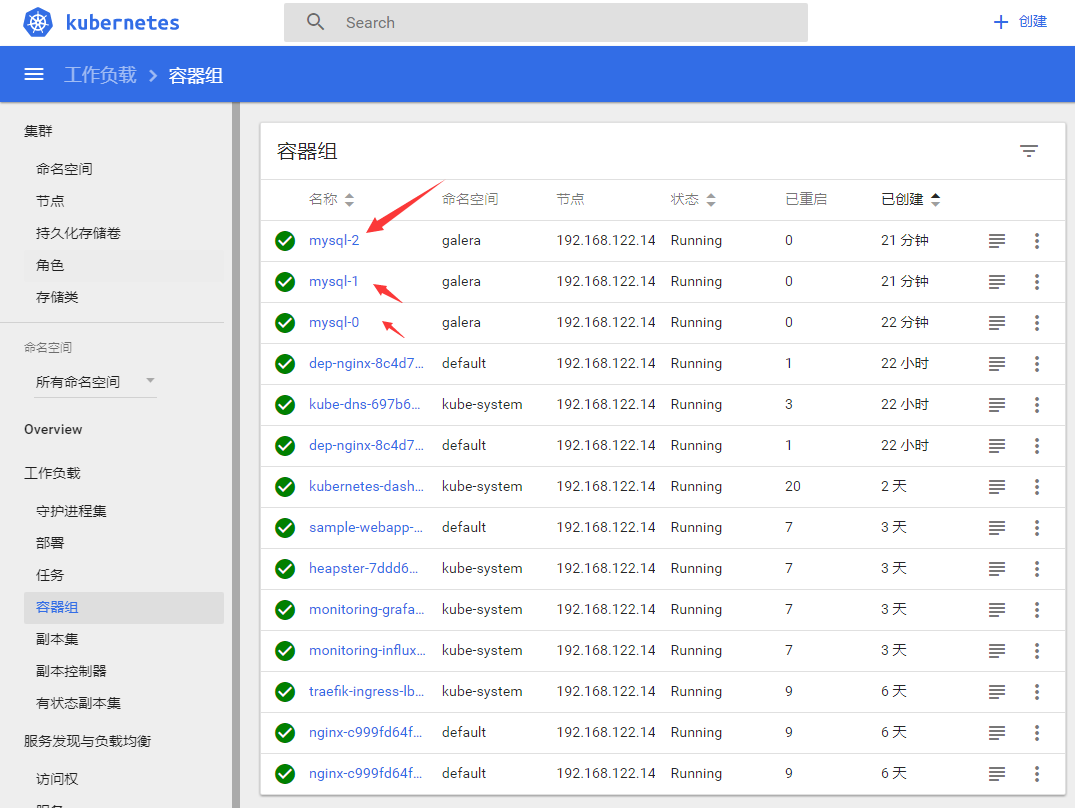 kubernetes
Search
创建
工作负载 > 容器组
集群
命名空间
节点
持久化存储卷
角色
存储类
命名空间
所有命名空间
Overview
工作负载
守护进程集
部署
任务
容器组
副本集
副本控制器
有状态副本集
服务发现与负载均衡
访问权
容器组
名称 命名空间 节点 状态 已重启 已创建
mysql-2 galera 192.168.122.14 Running 0 21 分钟
mysql-1 galera 192.168.122.14 Running 0 21 分钟
mysql-0 galera 192.168.122.14 Running 0 22 分钟
dep-nginx-8c4d7... default 192.168.122.14 Running 1 22 小时
kube-dns-697b6... kube-system 192.168.122.14 Running 3 22 小时
dep-nginx-8c4d7... default 192.168.122.14 Running 1 22 小时
kubernetes-dash... kube-system 192.168.122.14 Running 20 2 天
sample-webapp-... default 192.168.122.14 Running 7 3 天
heapster-7ddd6... kube-system 192.168.122.14 Running 7 3 天
monitoring-grafa... kube-system 192.168.122.14 Running 7 3 天
monitoring-influx... kube-system 192.168.122.14 Running 7 3 天
traefik-ingress-lb... kube-system 192.168.122.14 Running 9 6 天
nginx-c999fd64f... default 192.168.122.14 Running 9 6 天
nginx-c999fd64f... default 192.168.122.14 Running 9 6 天